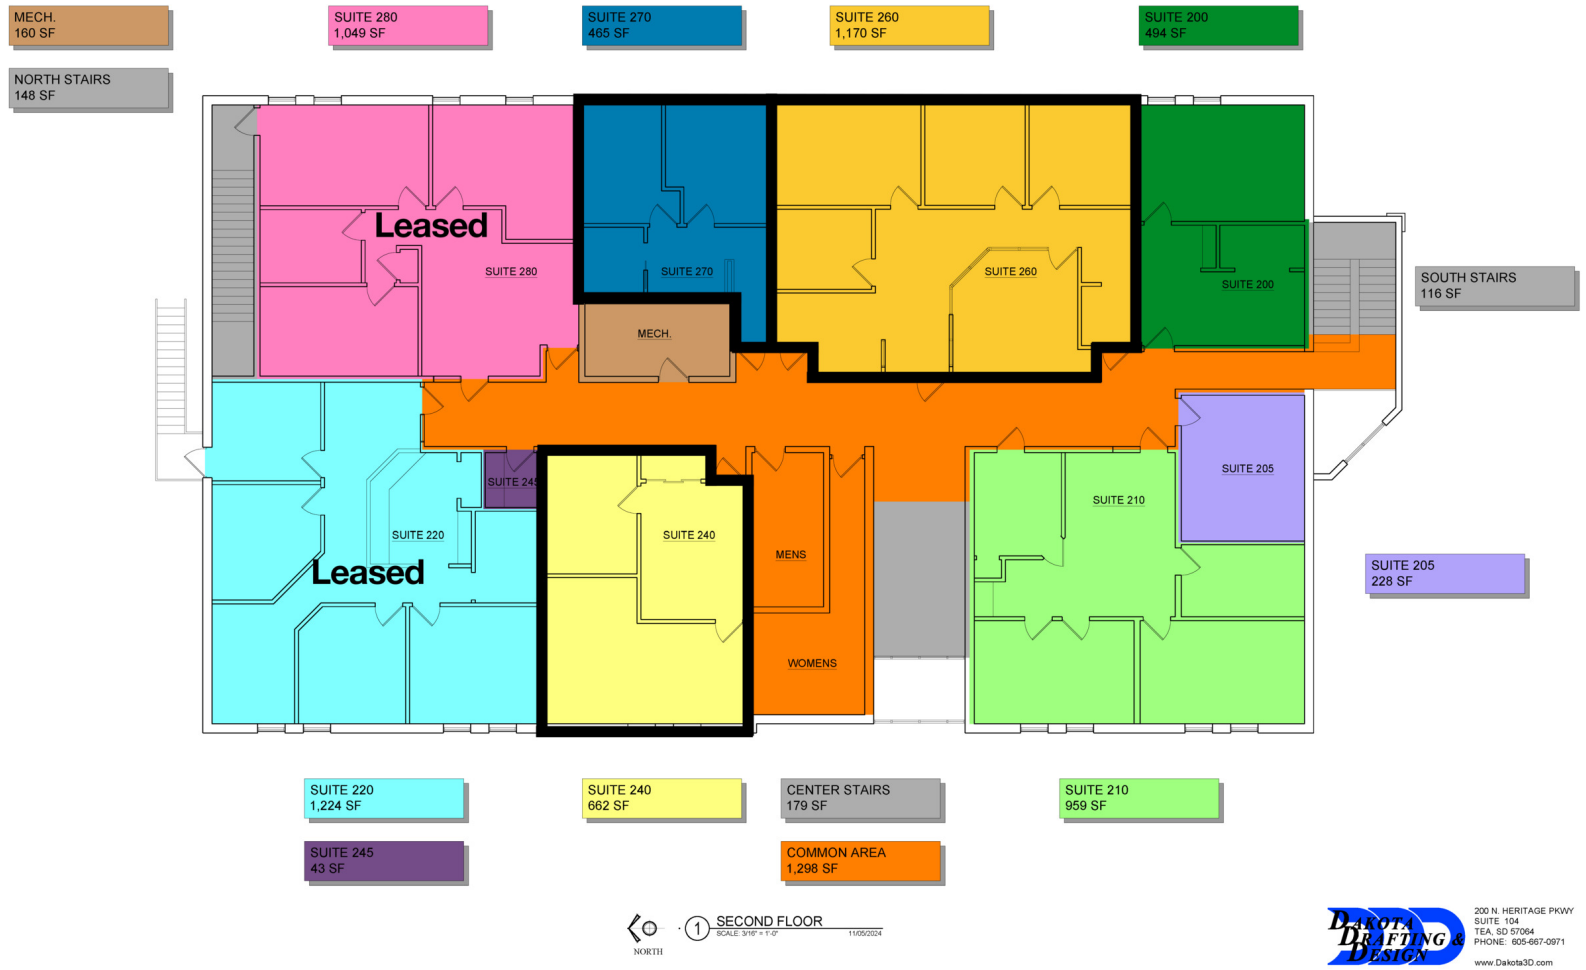 MECH.
160 SF
SUITE 280
1,049 SF
SUITE 270
465 SF
SUITE 260
1,170 SF
SUITE 200
494 SF
NORTH STAIRS
148 SF
Leased
SUITE 280
SUITE 270
SUITE 260
SUITE 200
SOUTH STAIRS
116 SF
MECH.
SUITE 205
SUITE 245
SUITE 210
SUITE 220
SUITE 240
MENS
Leased
SUITE 205
228 SF
WOMENS
SUITE 220
1,224 SF
SUITE 240
662 SF
CENTER STAIRS
179 SF
SUITE 210
959 SF
SUITE 245
43 SF
COMMON AREA
1,298 SF
NORTH
1
SECOND FLOOR
SCALE: 3/16" = 1'-0"
11/05/2024
DAKOTA
DRAFTING &
DESIGN
200 N. HERITAGE PKWY
SUITE 104
TEA, SD 57064
PHONE: 605-667-0971
www.Dakota3D.com